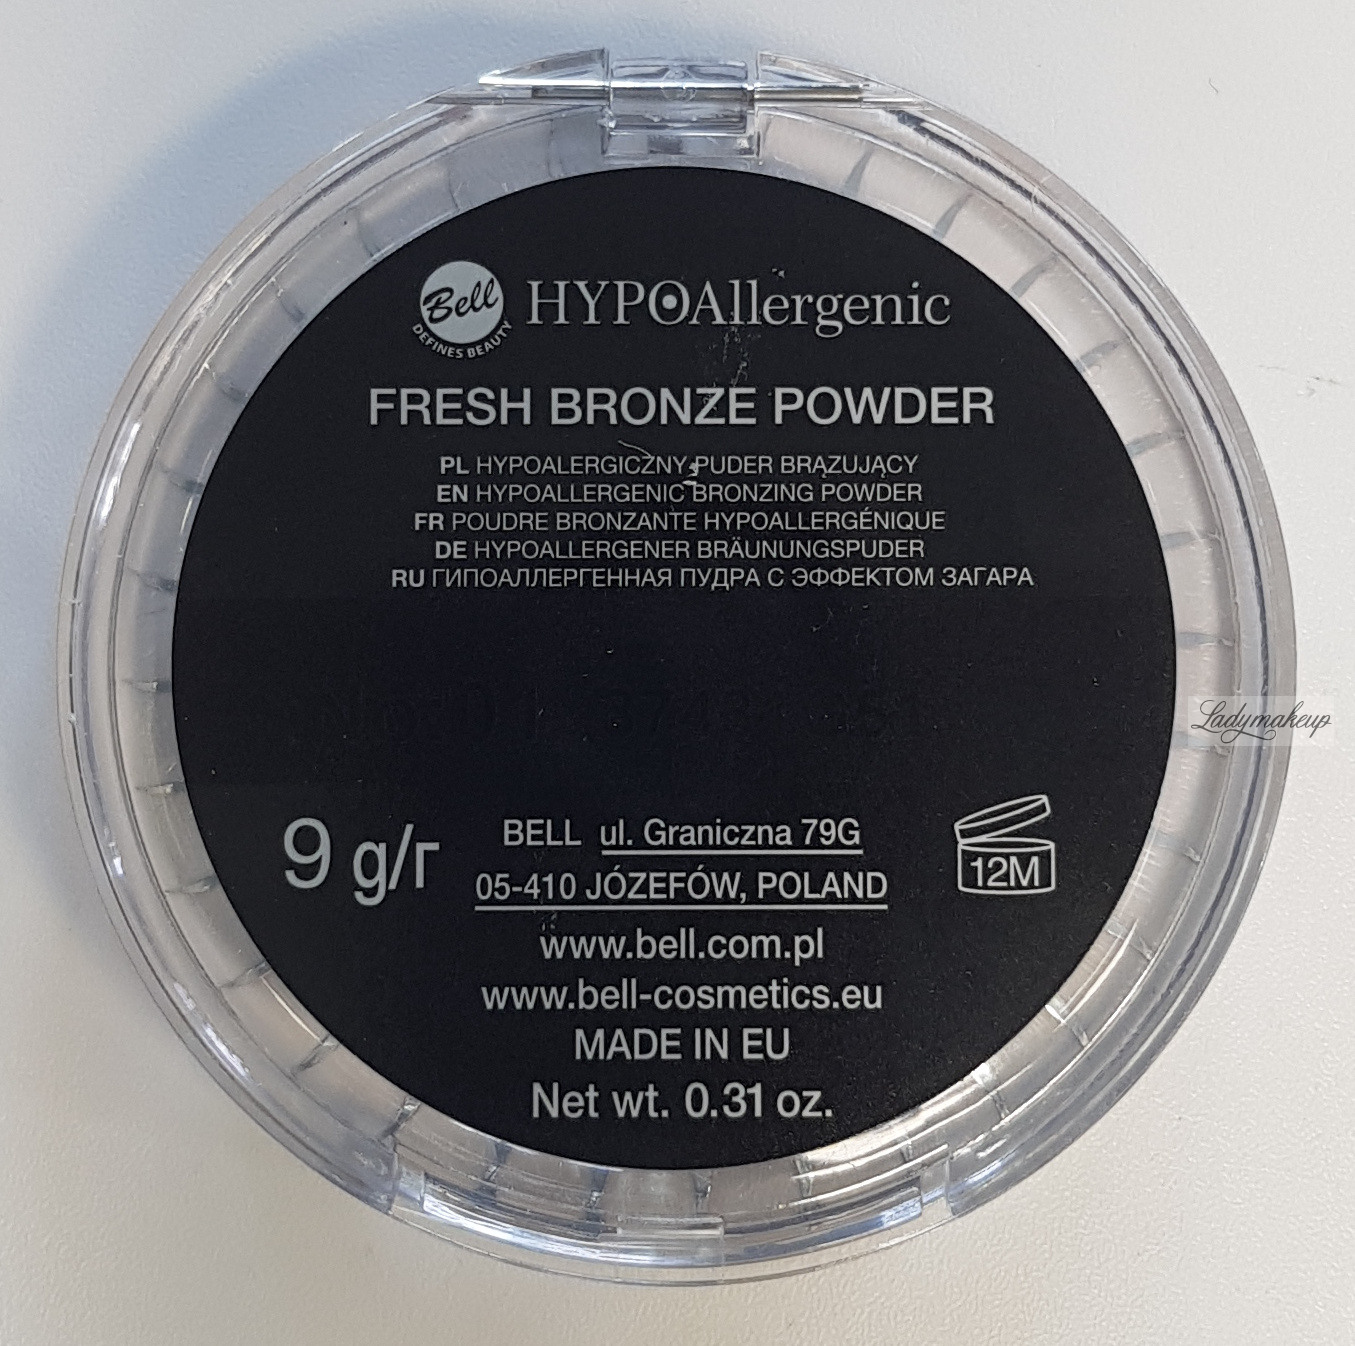 Bell HYPOAllergenic
DEFINES BEAUTY
FRESH BRONZE POWDER
PL HYPOALERGICZNY PUDER BRĄZUJĄCY
EN HYPOALLERGENIC BRONZING POWDER
FR POUDRE BRONZANTE HYPOALLERGÉNIQUE
DE HYPOALLERGENER BRÄUNUNGSPUDER
RU ГИПОАЛЛЕРГЕННАЯ ПУДРА С ЭФФЕКТОМ ЗАГАРА
Ladymakeup
9 g/г
BELL ul. Graniczna 79G
05-410 JÓZEFÓW, POLAND
12M
www.bell.com.pl
www.bell-cosmetics.eu
MADE IN EU
Net wt. 0.31 oz.